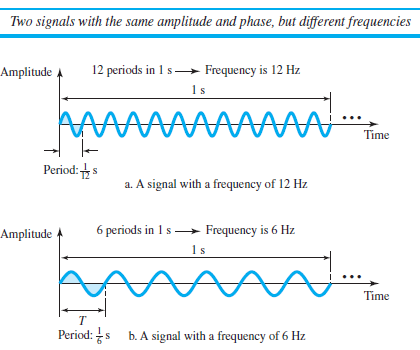 Two signals with the same amplitude and phase, but different frequencies
Amplitude
12 periods in 1 s → Frequency is 12 Hz
1 s
•••
Time
Period: 1/12 s
a. A signal with a frequency of 12 Hz
Amplitude
6 periods in 1 s → Frequency is 6 Hz
1 s
•••
Time
T
Period: 1/6 s
b. A signal with a frequency of 6 Hz